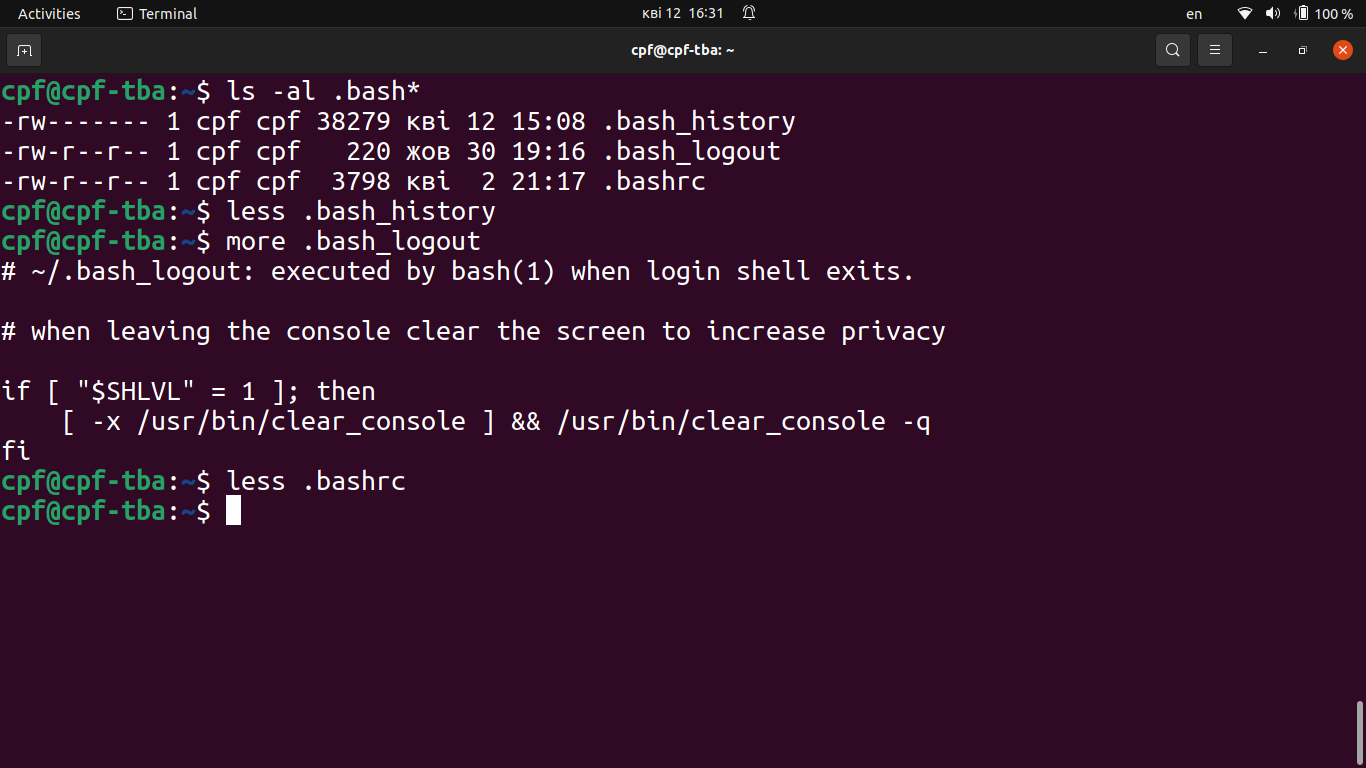 Activities Terminal кві 12 16:31 en 100 %
cpf@cpf-tba: ~
cpf@cpf-tba:~$ ls -al .bash*
-rw------- 1 cpf cpf 38279 кві 12 15:08 .bash_history
-rw-r--r-- 1 cpf cpf   220 жов 30 19:16 .bash_logout
-rw-r--r-- 1 cpf cpf  3798 кві  2 21:17 .bashrc
cpf@cpf-tba:~$ less .bash_history
cpf@cpf-tba:~$ more .bash_logout
# ~/.bash_logout: executed by bash(1) when login shell exits.
# when leaving the console clear the screen to increase privacy
if [ "$SHLVL" = 1 ]; then
    [ -x /usr/bin/clear_console ] && /usr/bin/clear_console -q
fi
cpf@cpf-tba:~$ less .bashrc
cpf@cpf-tba:~$